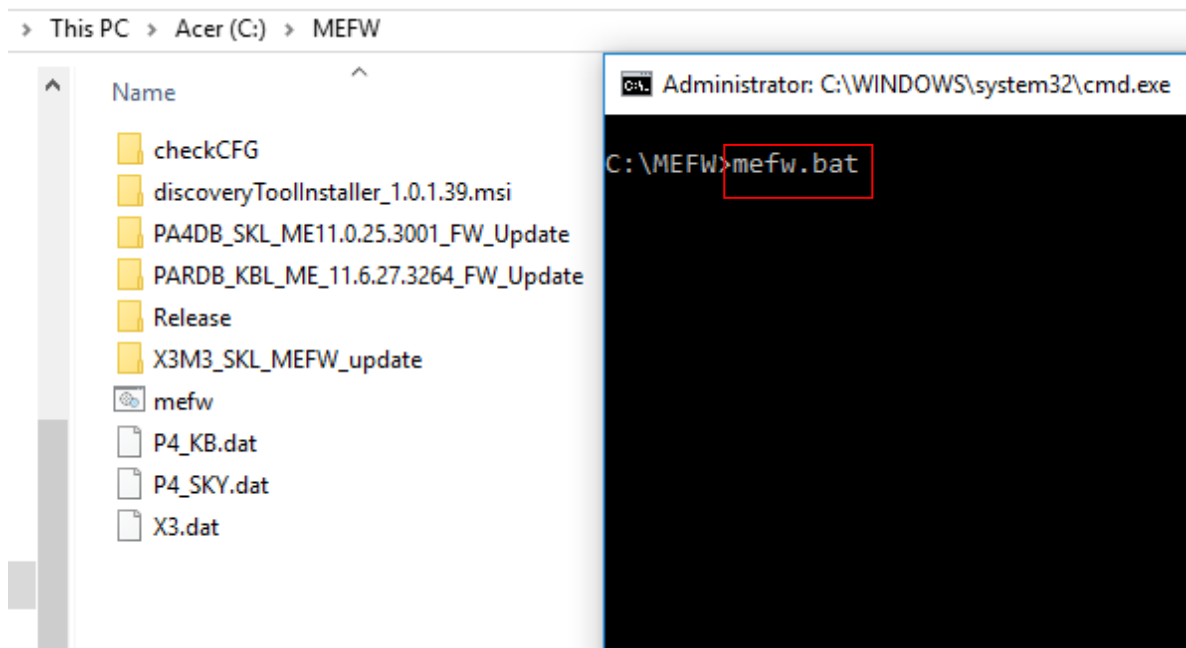 › This PC › Acer (C:) › MEFW
Name
checkCFG
discoveryToolInstaller_1.0.1.39.msi
PA4DB_SKL_ME11.0.25.3001_FW_Update
PARDB_KBL_ME_11.6.27.3264_FW_Update
Release
X3M3_SKL_MEFW_update
mefw
P4_KB.dat
P4_SKY.dat
X3.dat
C:\. Administrator: C:\WINDOWS\system32\cmd.exe
C:\MEFW>mefw.bat